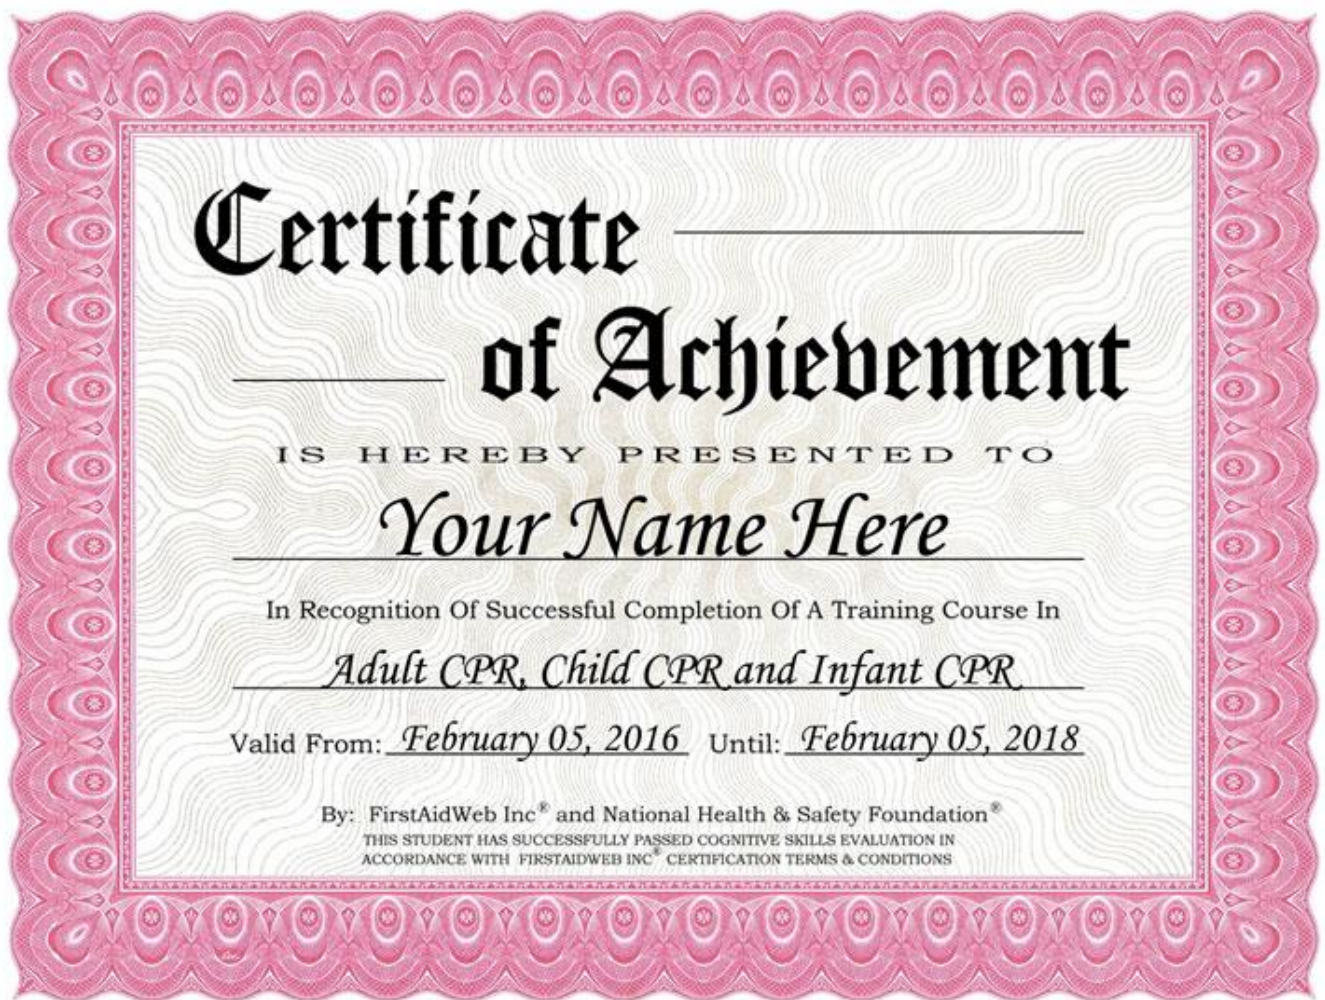 Certificate
of Achievement
IS HEREBY PRESENTED TO
Your Name Here
In Recognition Of Successful Completion Of A Training Course In
Adult CPR, Child CPR and Infant CPR
Valid From: February 05, 2016 Until: February 05, 2018
By: FirstAidWeb Inc® and National Health & Safety Foundation®
THIS STUDENT HAS SUCCESSFULLY PASSED COGNITIVE SKILLS EVALUATION IN
ACCORDANCE WITH FIRSTAIDWEB INC® CERTIFICATION TERMS & CONDITIONS